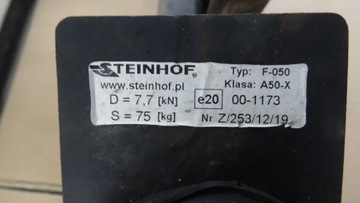 STEINHOF®
Typ: F-050
www.steinhof.pl
Klasa: A50-X
D = 7,7 [kN]
e20
00-1173
S = 75 [kg]
Nr Z/253/12/19